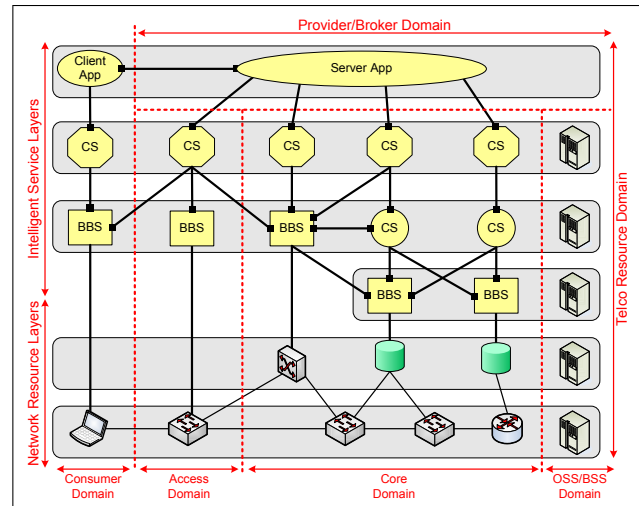 Provider/Broker Domain
Client
App
Server App
CS
CS
CS
CS
CS
BBS
BBS
BBS
CS
CS
BBS
BBS
Intelligent Service Layers
Network Resource Layers
Telco Resource Domain
Consumer
Domain
Access
Domain
Core
Domain
OSS/BSS
Domain